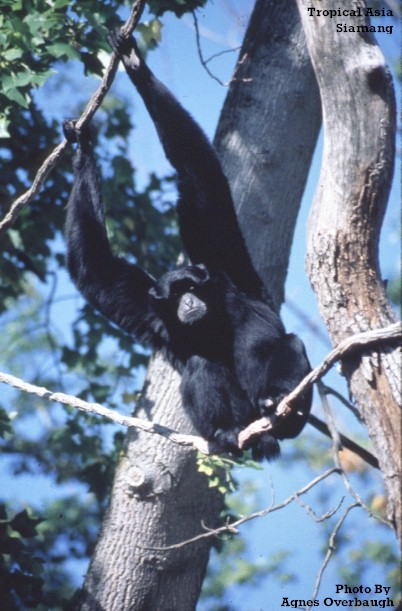 Tropical Asia
Siamang
Photo By
Agnes Overbaugh